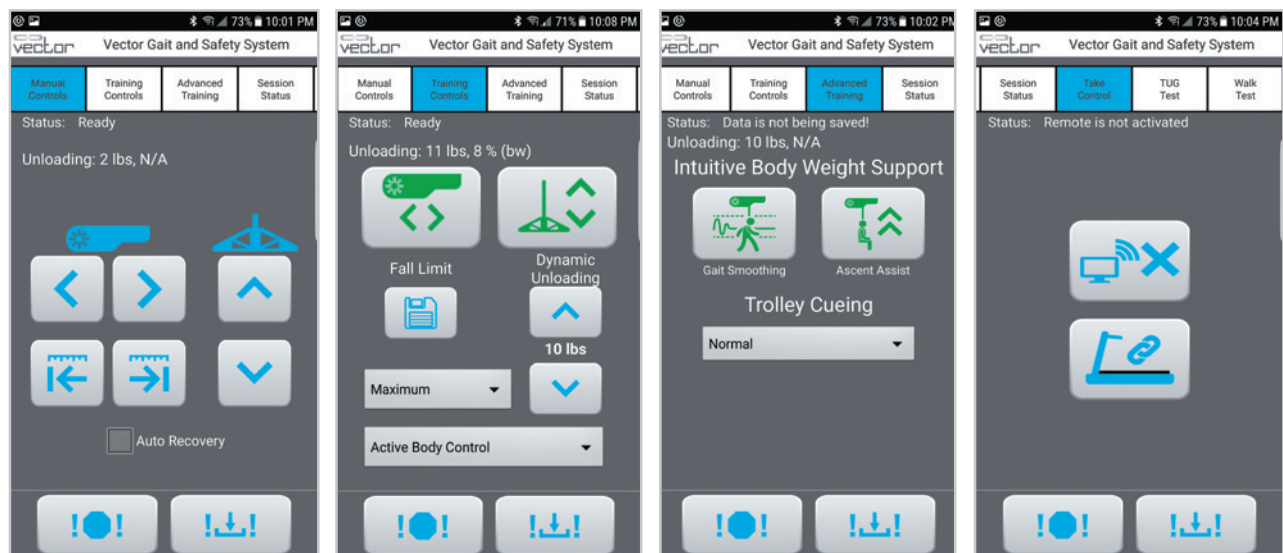 73% 10:01 PM
vector Vector Gait and Safety System
Manual Controls Training Controls Advanced Training Session Status
Status: Ready
Unloading: 2 lbs, N/A
Auto Recovery
! !
! !
71% 10:08 PM
vector Vector Gait and Safety System
Manual Controls Training Controls Advanced Training Session Status
Status: Ready
Unloading: 11 lbs, 8 % (bw)
Fall Limit
Dynamic
Unloading
10 lbs
Maximum
Active Body Control
! !
! !
73% 10:02 PM
vector Vector Gait and Safety System
Manual Controls Training Controls Advanced Training Session Status
Status: Data is not being saved!
Unloading: 10 lbs, N/A
Intuitive Body Weight Support
Gait Smoothing Ascent Assist
Trolley Cueing
Normal
! !
! !
73% 10:04 PM
vector Vector Gait and Safety System
Session Status Take Control TUG Test Walk Test
Status: Remote is not activated
! !
! !